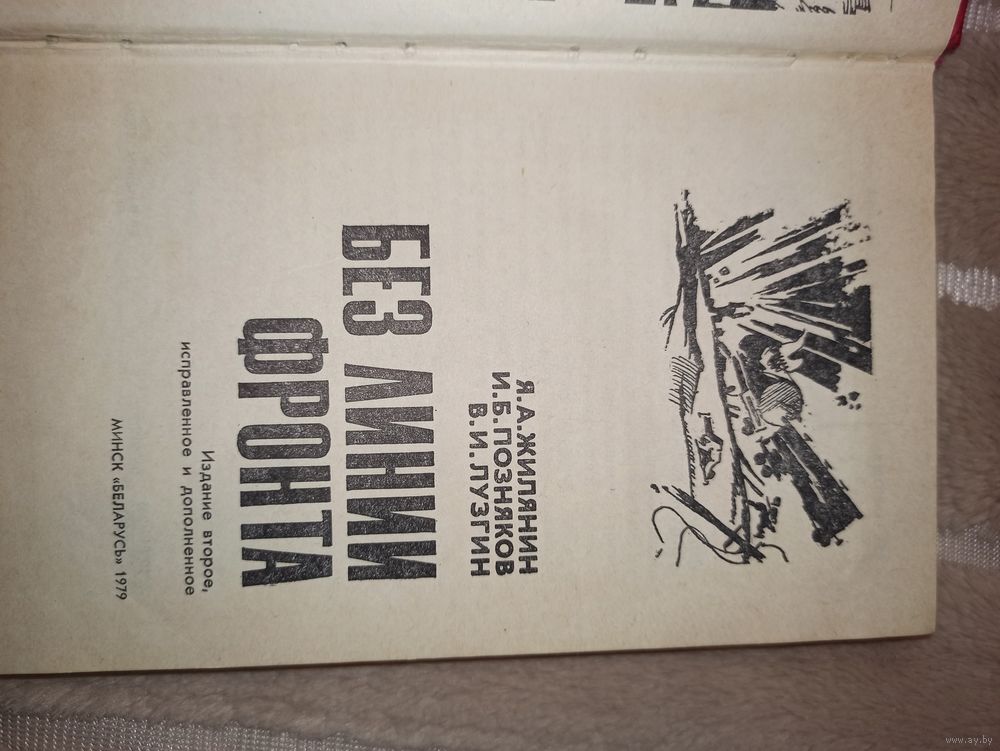 Я.А.ЖИЛЯНИН
И.Б.ПОЗНЯКОВ
В.И.ЛУЗГИН
БЕЗ ЛИНИИ
ФРОНТА
Издание второе,
исправленное и дополненное
МИНСК «БЕЛАРУСЬ» 1979
www.ay.by